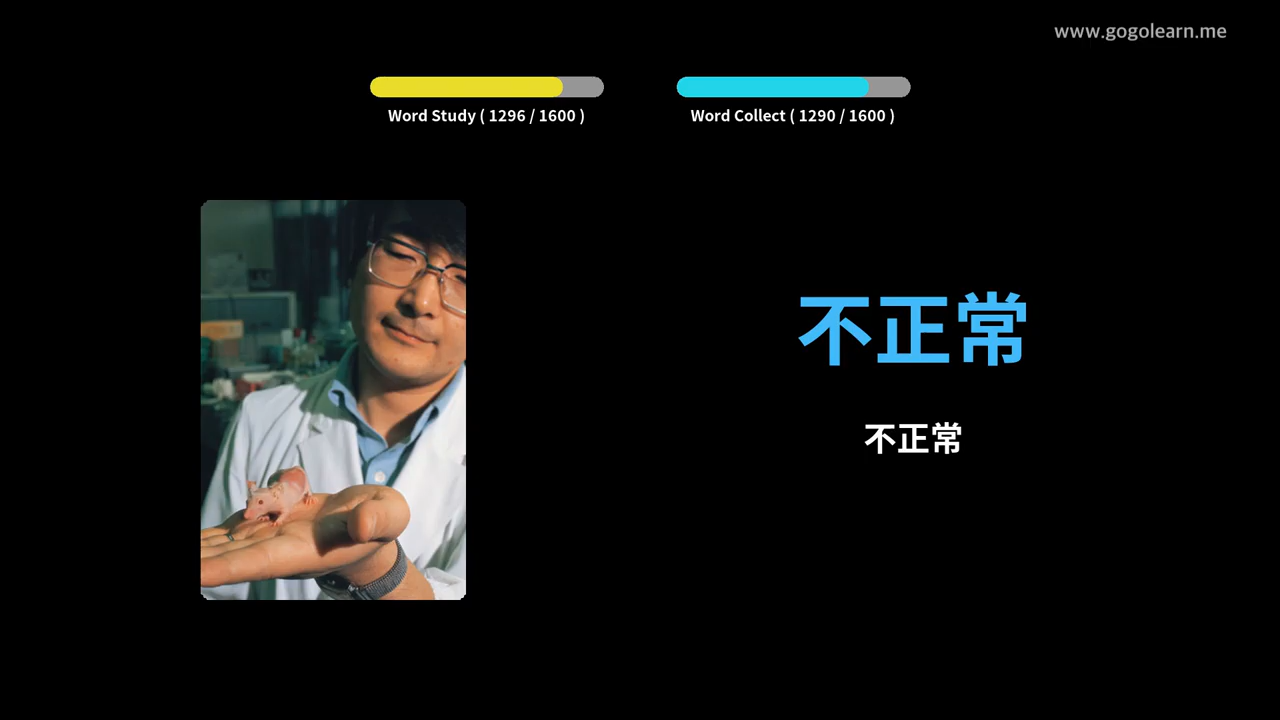 www.gogolearn.me
Word Study ( 1296 / 1600 )
Word Collect ( 1290 / 1600 )
不正常
不正常